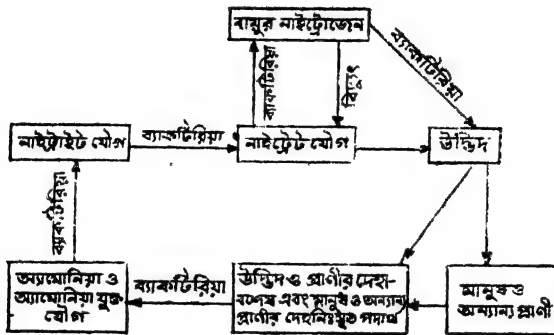 বায়ুর নাইট্রোজেন
ব্যাকটিরিয়া
বিদ্যুৎ
ব্যাকটিরিয়া
নাইট্রাইট যৌগ
ব্যাকটিরিয়া
নাইট্রেট যৌগ
উদ্ভিদ
ব্যাকটিরিয়া
অ্যামোনিয়া ও
অ্যামোনিয়া যুক্ত
যৌগ
ব্যাকটিরিয়া
উদ্ভিদ ও প্রাণীর দেহা-
বশেষ এবং মানুষ ও অন্যান্য
প্রাণীর দেহনিঃসৃত পদার্থ
মানুষ ও
অন্যান্য প্রাণী